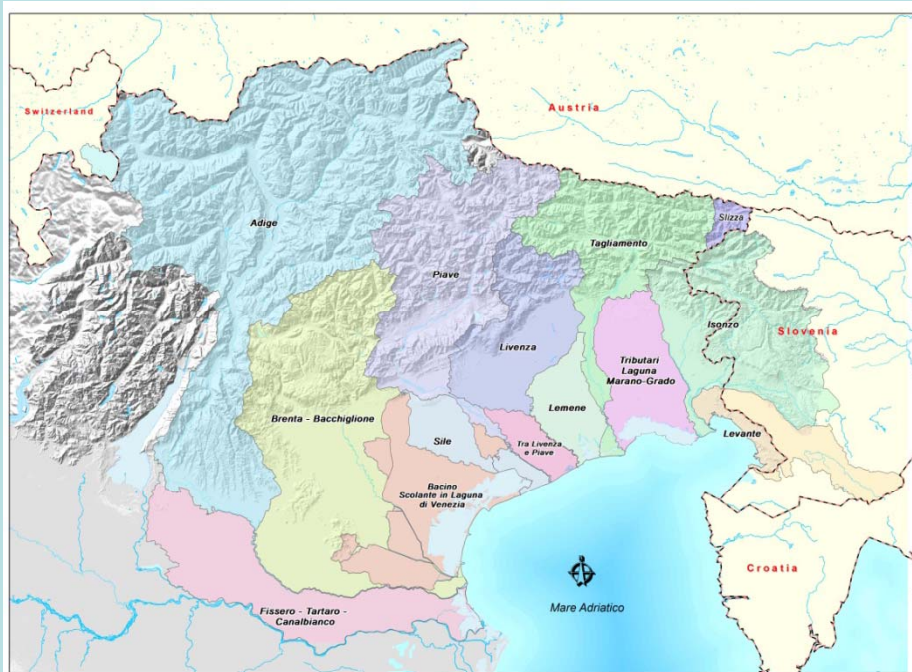 Switzerland
Austria
Adige
Slizza
Tagliamento
Piave
Isonzo
Slovenia
Livenza
Tributari
Laguna
Marano-Grado
Brenta - Bacchiglione
Lemene
Levante
Sile
Tra Livenza
e Piave
Bacino
Scolante in Laguna
di Venezia
Croatia
Mare Adriatico
Fissero - Tartaro -
Canalbianco